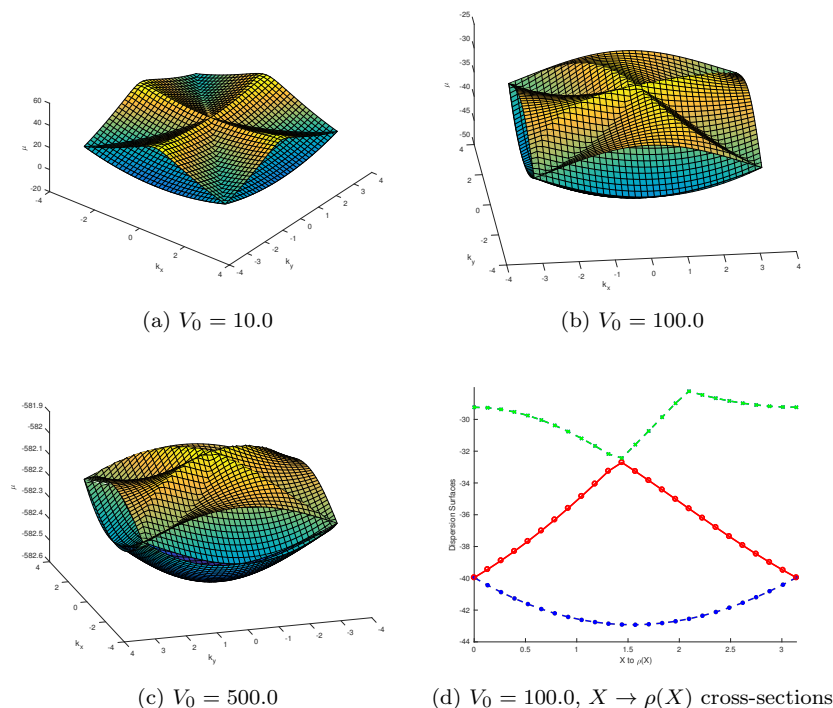 60
40
20
0
-20
μ
-4
-2
0
2
4
k_x
-4
-3
-2
-1
0
1
2
3
4
k_y
(a) V_0 = 10.0
-25
-30
-35
-40
-45
-50
μ
4
2
0
-2
-4
k_y
-4 -3 -2 -1 0 1 2 3 4
k_x
(b) V_0 = 100.0
-581.9
-582
-582.1
-582.2
-582.3
-582.4
-582.5
-582.6
μ
4
2
0
-2
-4
k_x
4 3 2 1 0 -1 -2 -3 -4
k_y
(c) V_0 = 500.0
-30
-32
-34
-36
-38
-40
-42
-44
Dispersion Surfaces
0 0.5 1 1.5 2 2.5 3
X to ρ(X)
(d) V_0 = 100.0, X → ρ(X) cross-sections